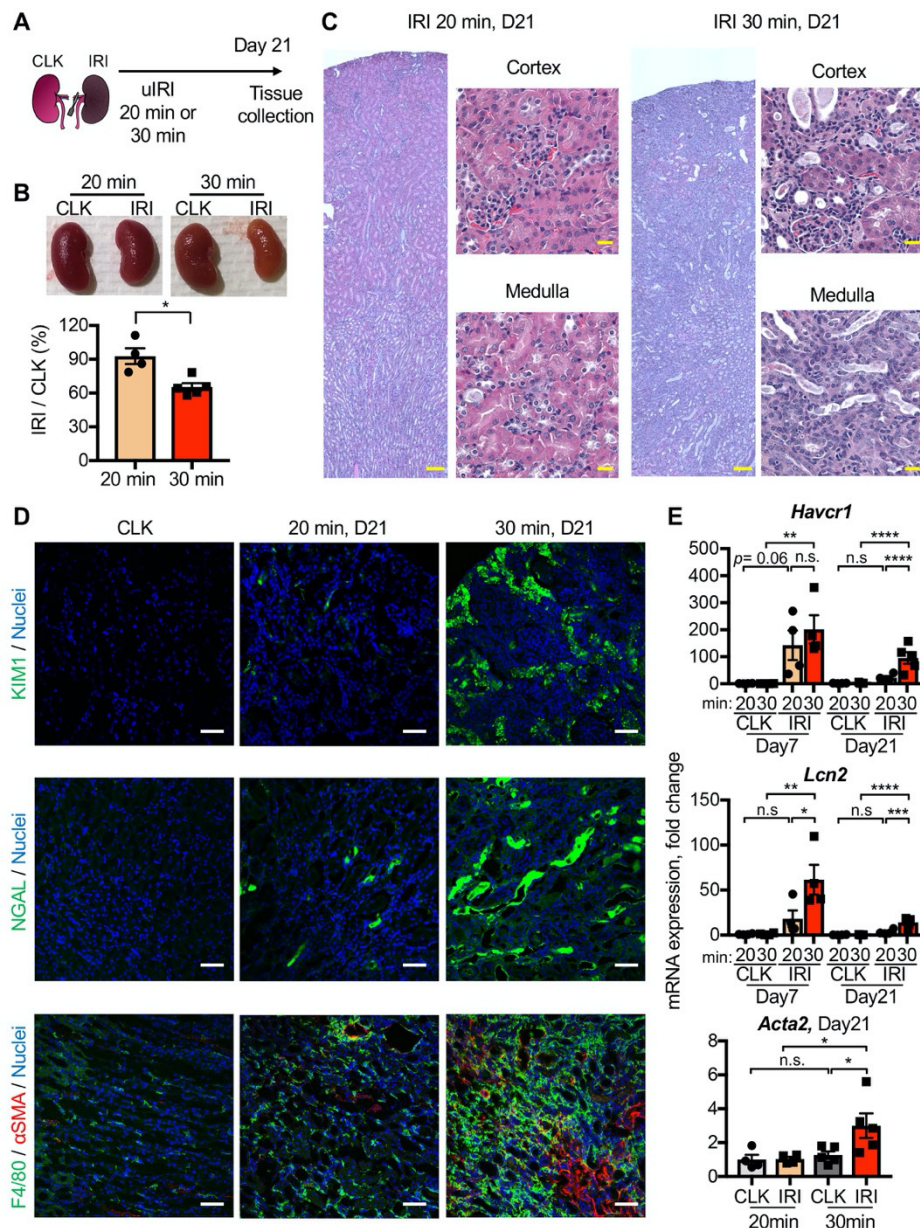 A
CLK IRI
uIRI
20 min or
30 min
Day 21
Tissue
collection
B
20 min 30 min
CLK IRI CLK IRI
*
IRI / CLK (%)
120
90
60
30
0
20 min 30 min
C
IRI 20 min, D21 IRI 30 min, D21
Cortex Cortex
Medulla Medulla
D
CLK 20 min, D21 30 min, D21
KIM1 / Nuclei
NGAL / Nuclei
F4/80 / αSMA / Nuclei
E
mRNA expression, fold change
Havcr1
** ****
p= 0.06 n.s. n.s ****
500
400
300
200
100
0
min: 20 30 20 30 20 30 20 30
CLK IRI CLK IRI
Day7 Day21
Lcn2
** ****
n.s * n.s ***
150
100
50
0
min: 20 30 20 30 20 30 20 30
CLK IRI CLK IRI
Day7 Day21
Acta2, Day21
*
n.s. *
8
6
4
2
0
CLK IRI CLK IRI
20min 30min